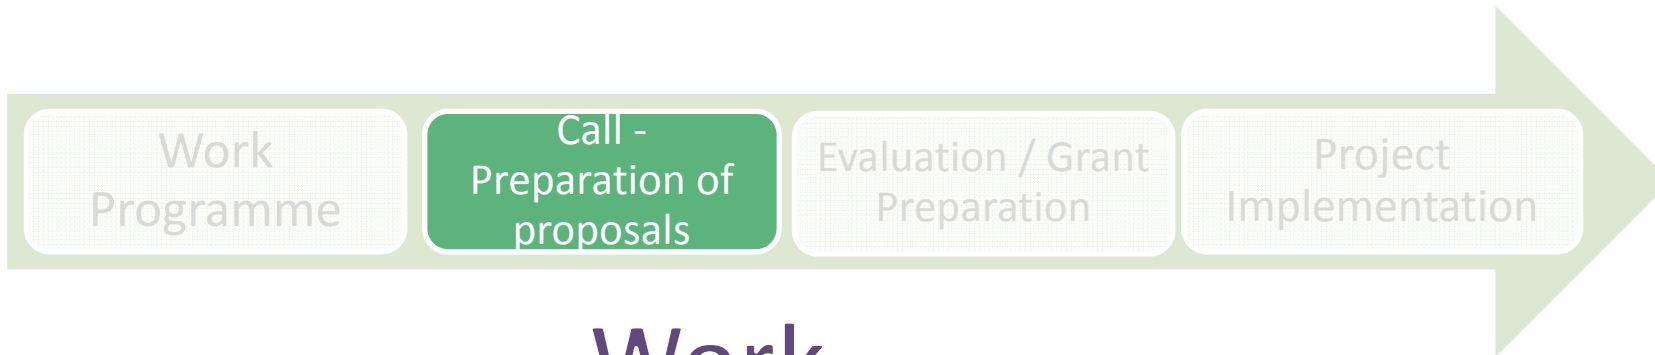 Work
Programme
Call -
Preparation of
proposals
Evaluation / Grant
Preparation
Project
Implementation
Work